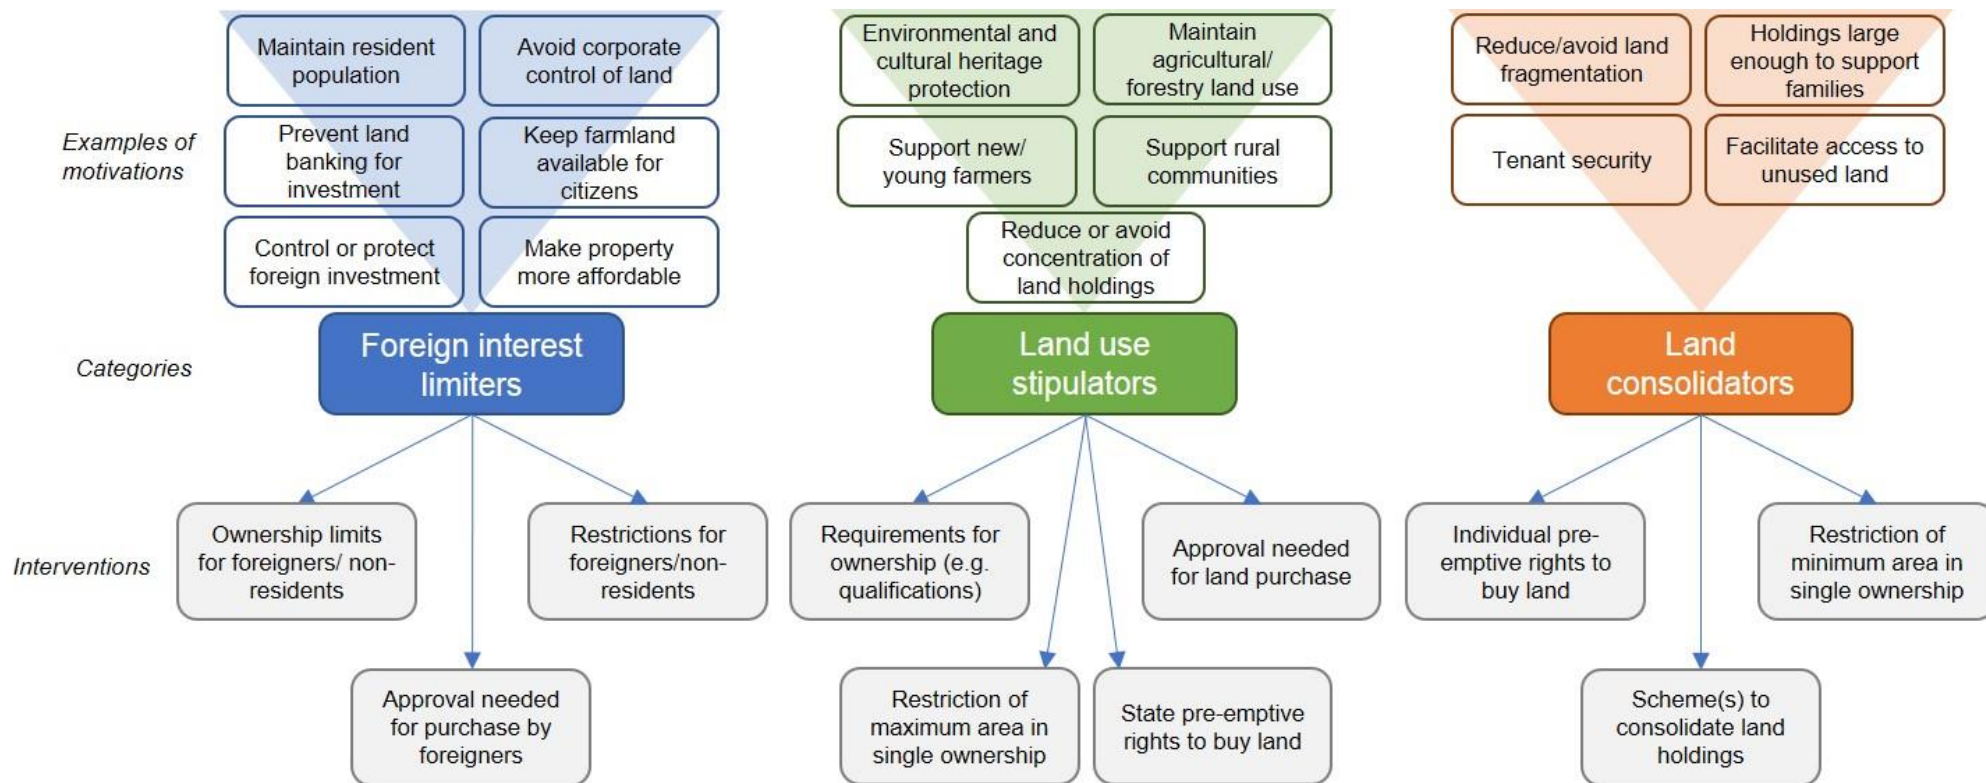 Examples of
motivations
Maintain resident
population
Avoid corporate
control of land
Prevent land
banking for
investment
Keep farmland
available for
citizens
Control or protect
foreign investment
Make property
more affordable
Environmental and
cultural heritage
protection
Maintain
agricultural/
forestry land use
Support new/
young farmers
Support rural
communities
Reduce or avoid
concentration of
land holdings
Reduce/avoid land
fragmentation
Holdings large
enough to support
families
Tenant security
Facilitate access to
unused land
Categories
Foreign interest
limiters
Land use
stipulators
Land
consolidators
Interventions
Ownership limits
for foreigners/ non-
residents
Restrictions for
foreigners/non-
residents
Approval needed
for purchase by
foreigners
Requirements for
ownership (e.g.
qualifications)
Approval needed
for land purchase
Restriction of
maximum area in
single ownership
State pre-emptive
rights to buy land
Individual pre-
emptive rights to
buy land
Restriction of
minimum area in
single ownership
Scheme(s) to
consolidate land
holdings